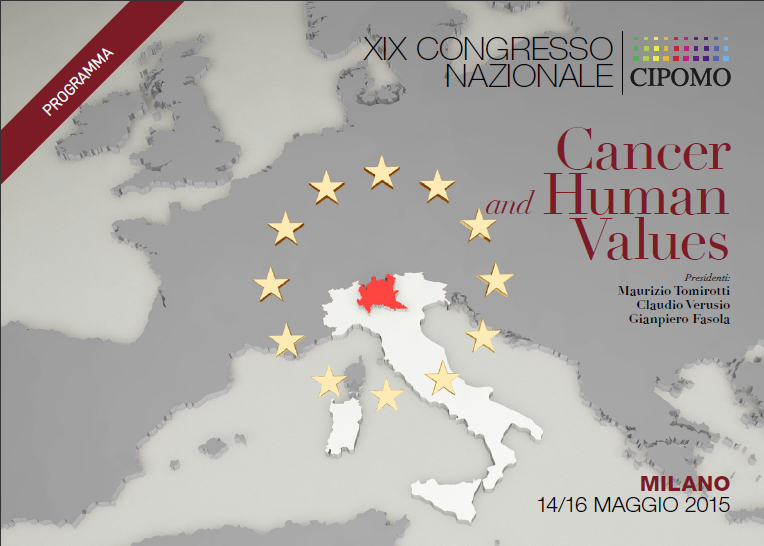 PROGRAMMA
XIX CONGRESSO
NAZIONALE
CIPOMO
Cancer
and Human
Values
Presidenti:
Maurizio Tomirotti
Claudio Verusio
Gianpiero Fasola
MILANO
14/16 MAGGIO 2015